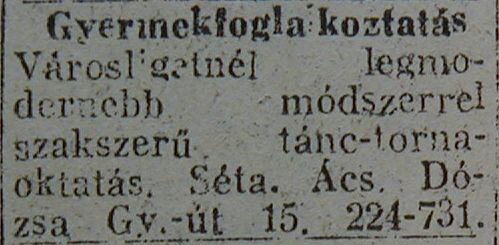 Gyermekfoglalkoztatás
Városligetnél legmo-
dernebb módszerrel
szakszerű tánc-torna-
oktatás. Séta. Ács. Dó-
zsa Gy.-út 15. 224-731.